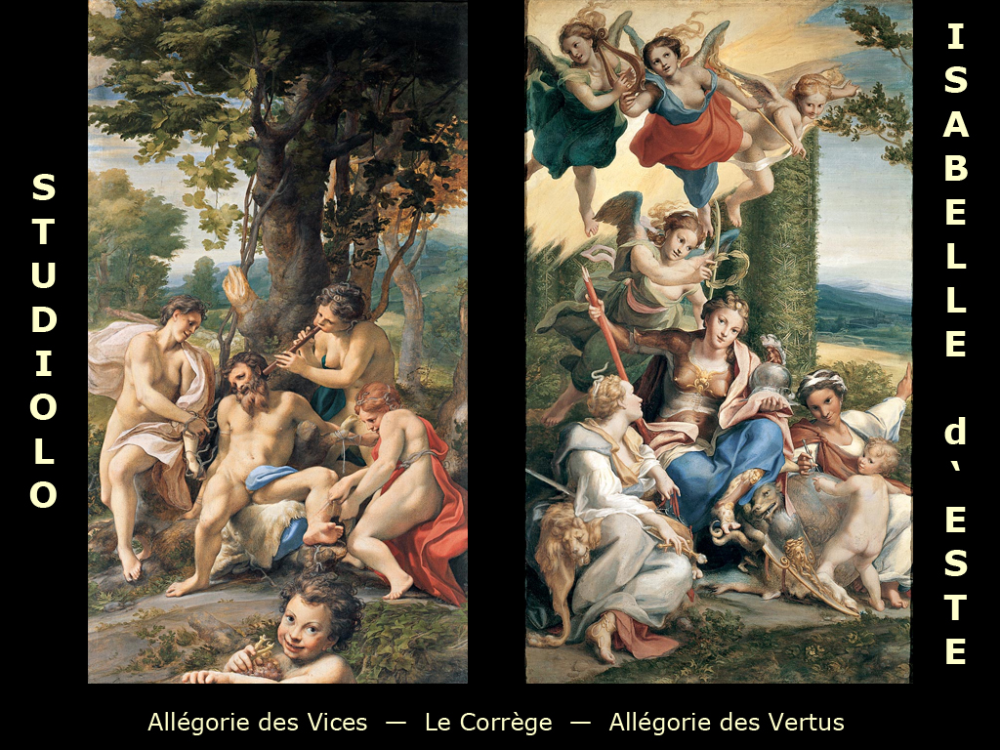 STUDIOLO
ISABELLE d`ESTE
Allégorie des Vices — Le Corrège — Allégorie des Vertus